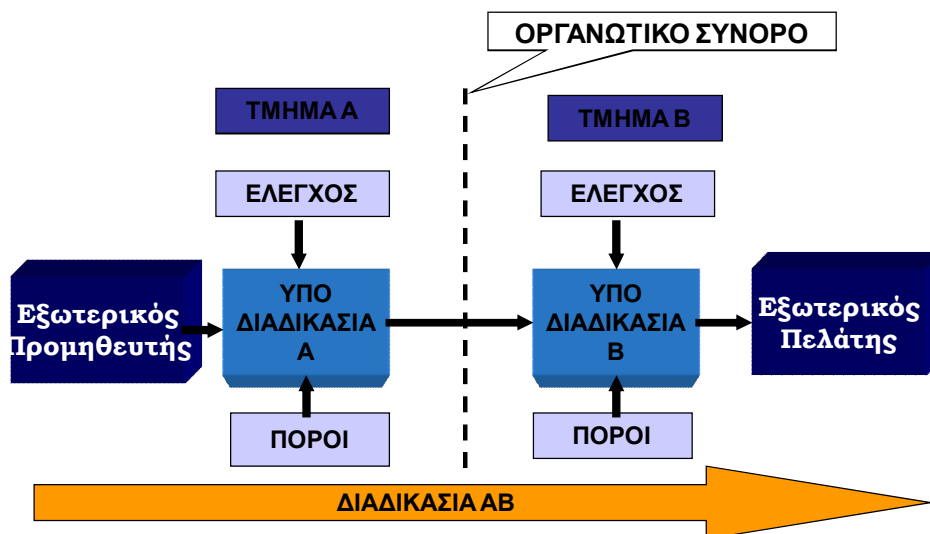 ΟΡΓΑΝΩΤΙΚΟ ΣΥΝΟΡΟ
ΤΜΗΜΑ Α
ΤΜΗΜΑ Β
ΕΛΕΓΧΟΣ
ΕΛΕΓΧΟΣ
Εξωτερικός
Προμηθευτής
ΥΠΟ
ΔΙΑΔΙΚΑΣΙΑ
Α
ΥΠΟ
ΔΙΑΔΙΚΑΣΙΑ
Β
Εξωτερικός
Πελάτης
ΠΟΡΟΙ
ΠΟΡΟΙ
ΔΙΑΔΙΚΑΣΙΑ ΑΒ